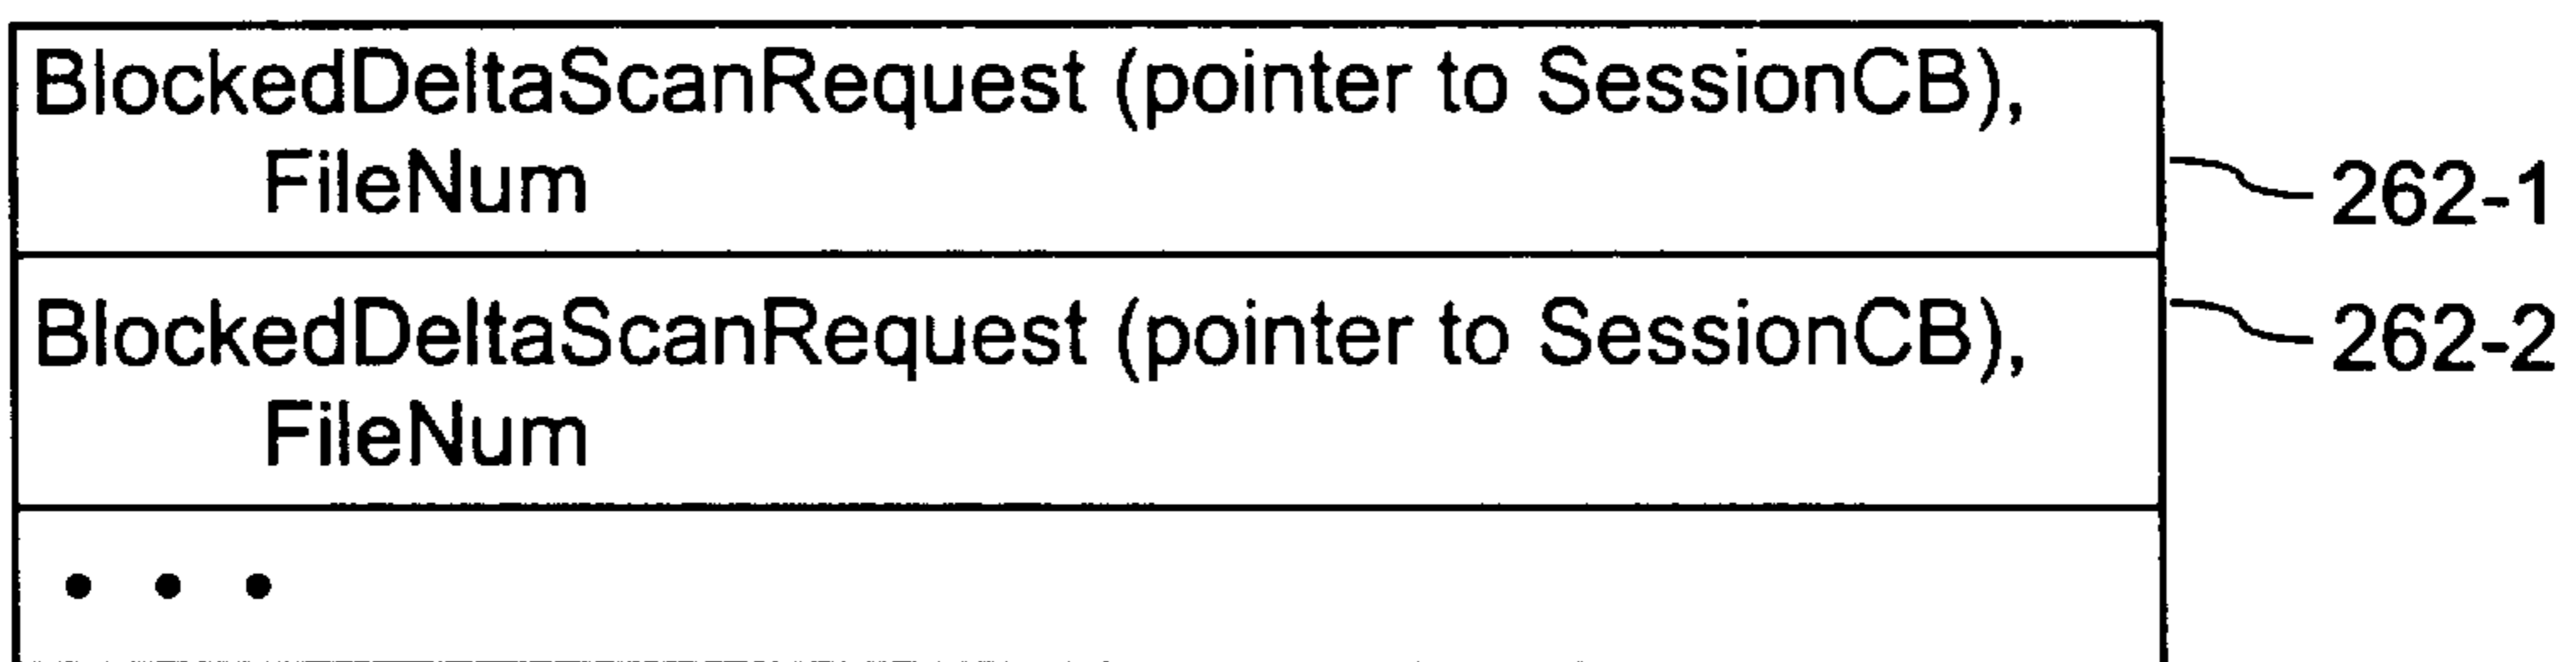 BlockedDeltaScanRequest (pointer to SessionCB),
FileNum
262-1
BlockedDeltaScanRequest (pointer to SessionCB),
FileNum
262-2
• • •